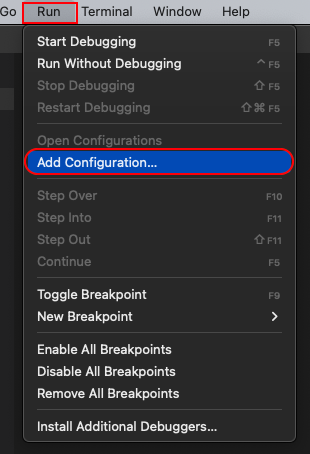 Go Run Terminal Window Help
Start Debugging F5
Run Without Debugging ^ F5
Stop Debugging ⇧ F5
Restart Debugging ⇧ ⌘ F5
Open Configurations
Add Configuration...
Step Over F10
Step Into F11
Step Out ⇧ F11
Continue F5
Toggle Breakpoint F9
New Breakpoint >
Enable All Breakpoints
Disable All Breakpoints
Remove All Breakpoints
Install Additional Debuggers...